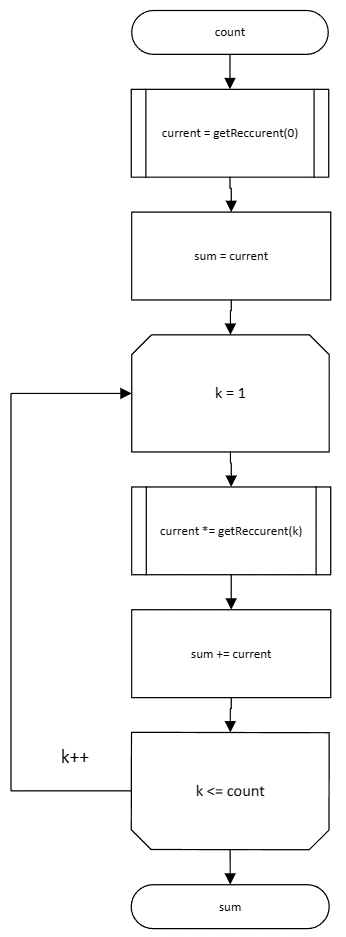 count
current = getReccurent(0)
sum = current
k = 1
current *= getReccurent(k)
sum += current
k++
k <= count
sum